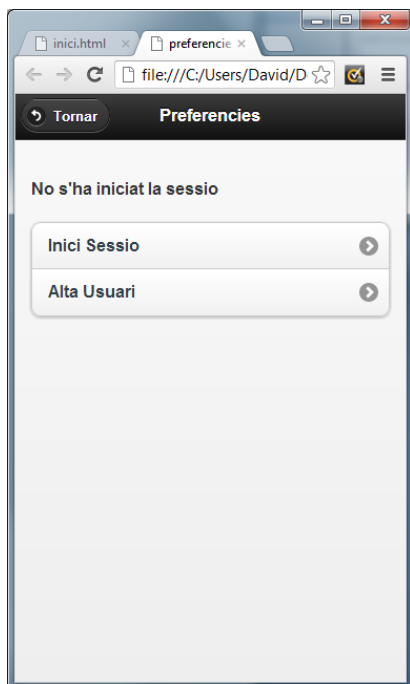 inici.html preferencie
file:///C:/Users/David/D
Tornar Preferencies
No s'ha iniciat la sessio
Inici Sessio
Alta Usuari